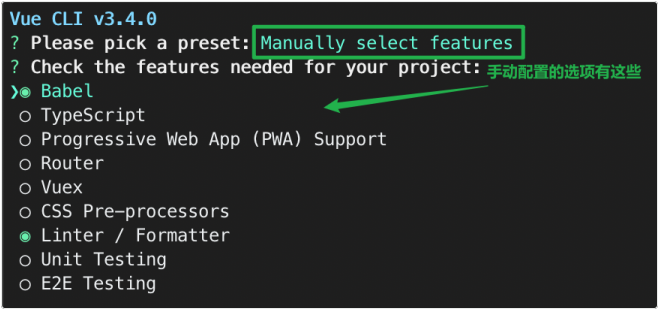 Vue CLI v3.4.0
? Please pick a preset: Manually select features
? Check the features needed for your project:
手动配置的选项有这些
❯◉ Babel
○ TypeScript
○ Progressive Web App (PWA) Support
○ Router
○ Vuex
○ CSS Pre-processors
◉ Linter / Formatter
○ Unit Testing
○ E2E Testing